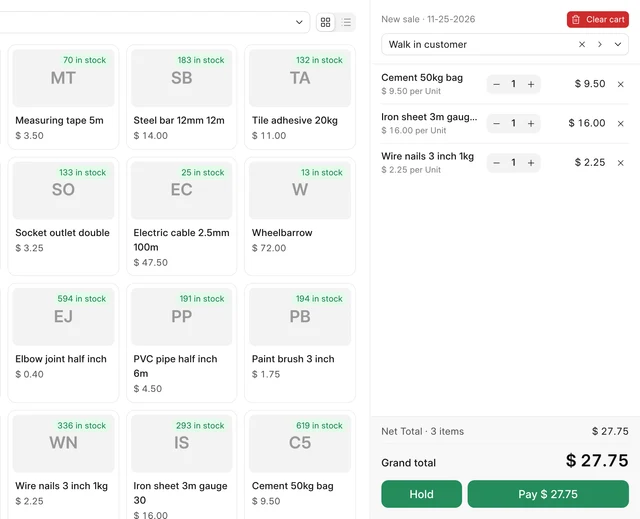 70 in stock
MT
Measuring tape 5m
$ 3.50
183 in stock
SB
Steel bar 12mm 12m
$ 14.00
132 in stock
TA
Tile adhesive 20kg
$ 11.00
133 in stock
SO
Socket outlet double
$ 3.25
25 in stock
EC
Electric cable 2.5mm
100m
$ 47.50
13 in stock
W
Wheelbarrow
$ 72.00
594 in stock
EJ
Elbow joint half inch
$ 0.40
191 in stock
PP
PVC pipe half inch
6m
$ 4.50
194 in stock
PB
Paint brush 3 inch
$ 1.75
336 in stock
WN
Wire nails 3 inch 1kg
$ 2.25
293 in stock
IS
Iron sheet 3m gauge
30
$ 16.00
619 in stock
C5
Cement 50kg bag
$ 9.50
New sale · 11-25-2026
Clear cart
Walk in customer
Cement 50kg bag
$ 9.50 per Unit
1
$ 9.50
Iron sheet 3m gaug...
$ 16.00 per Unit
1
$ 16.00
Wire nails 3 inch 1kg
$ 2.25 per Unit
1
$ 2.25
Net Total · 3 items
$ 27.75
Grand total
$ 27.75
Hold
Pay $ 27.75